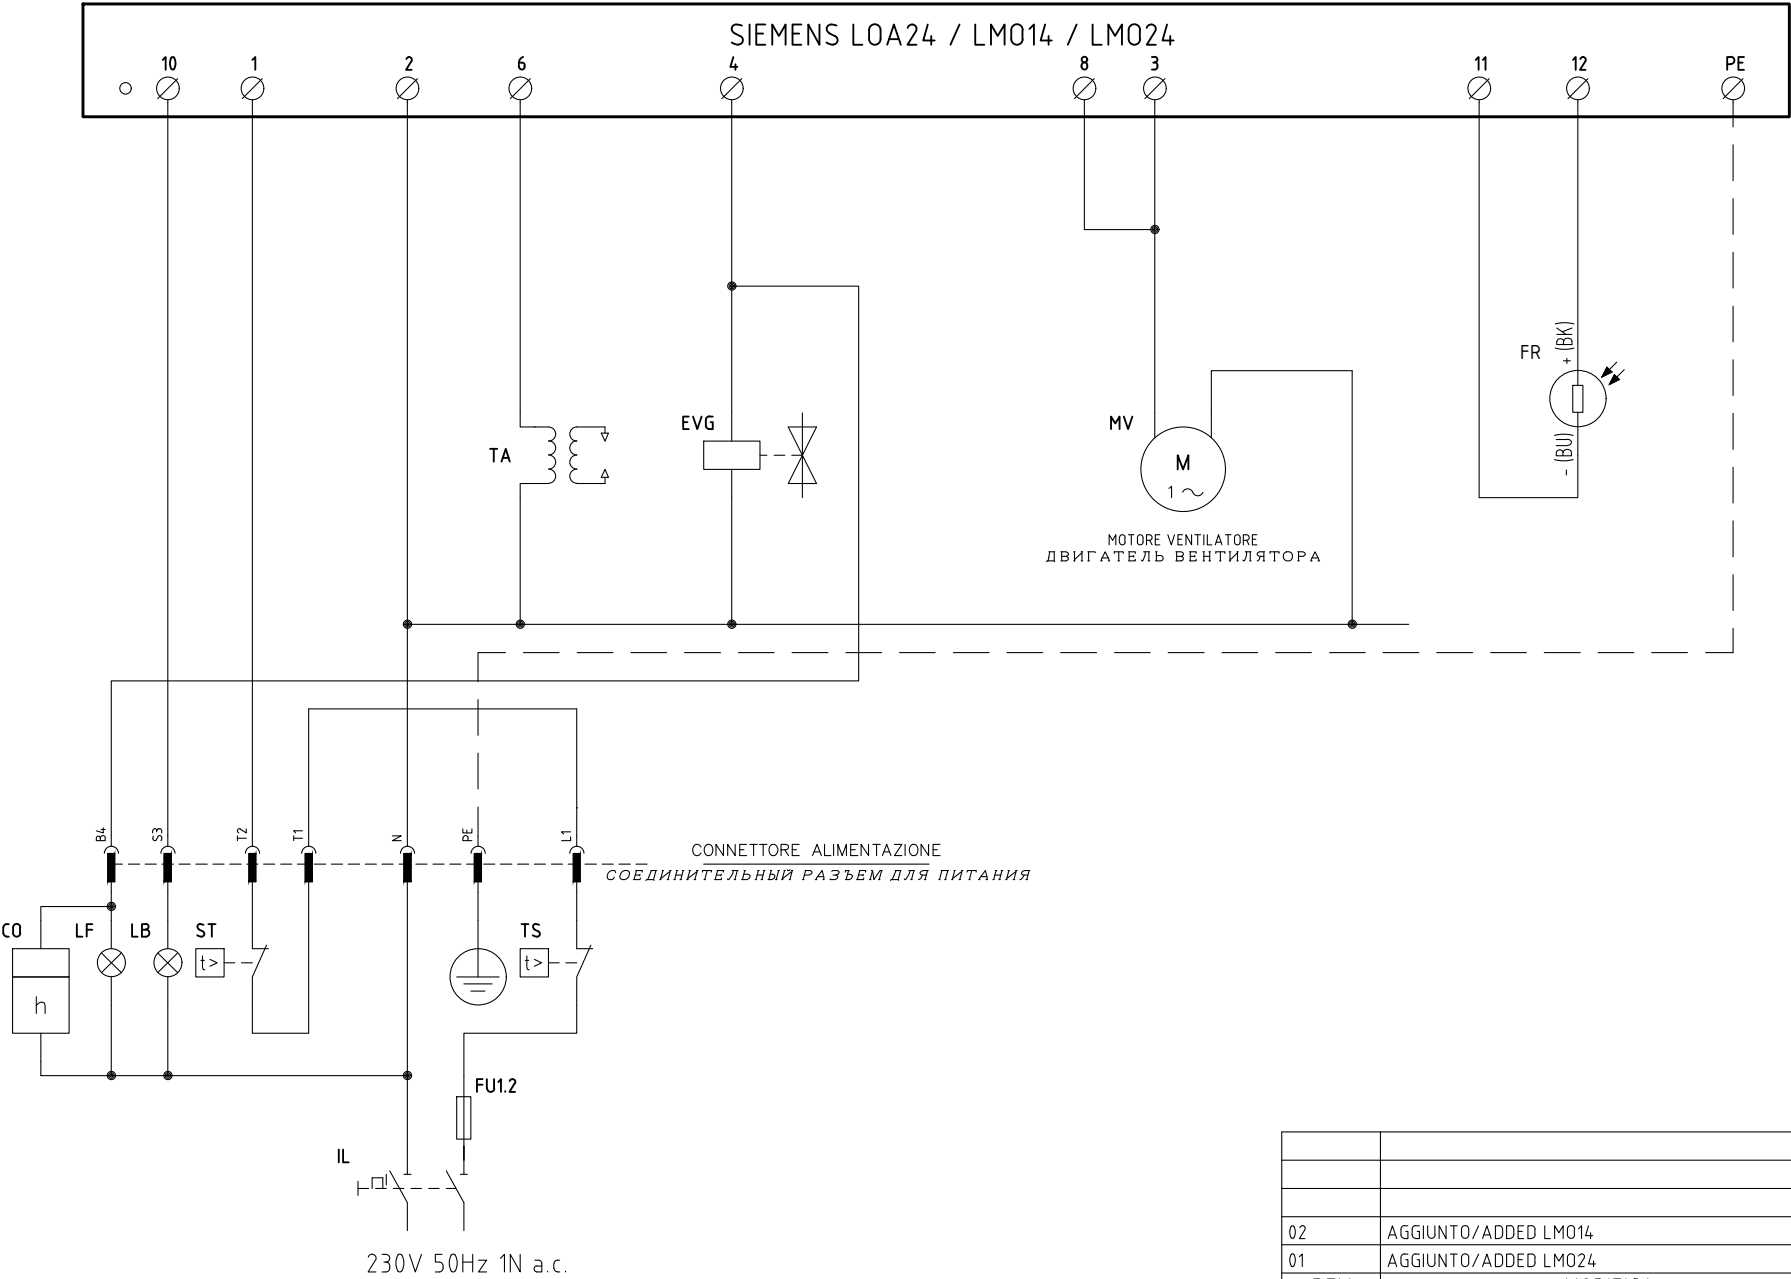 SIEMENS LOA24 / LMO14 / LMO24
10 1 2 6 4 8 3 11 12 PE
+ (BK)
FR
EVG
MV
TA
M
1
- (BU)
MOTORE VENTILATORE
ДВИГАТЕЛЬ ВЕНТИЛЯТОРА
B4 S3 T2 T1 N PE L1
CONNETTORE ALIMENTAZIONE
СОЕДИНИТЕЛЬНЫЙ РАЗЪЕМ ДЛЯ ПИТАНИЯ
CO LF LB ST TS
t> t>
h
FU1.2
IL
230V 50Hz 1N a.c.
02 AGGIUNTO/ADDED LMO14
01 AGGIUNTO/ADDED LMO24